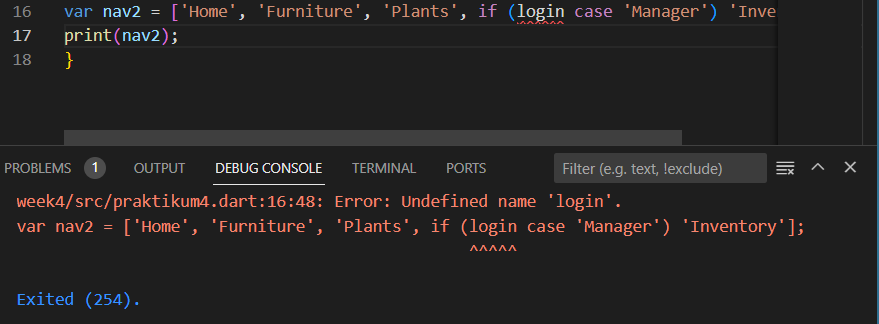 16 var nav2 = ['Home', 'Furniture', 'Plants', if (login case 'Manager') 'Inve
17 print(nav2);
18 }
PROBLEMS 1 OUTPUT DEBUG CONSOLE TERMINAL PORTS Filter (e.g. text, !exclude)
week4/src/praktikum4.dart:16:48: Error: Undefined name 'login'.
var nav2 = ['Home', 'Furniture', 'Plants', if (login case 'Manager') 'Inventory'];
^^^^^
Exited (254).